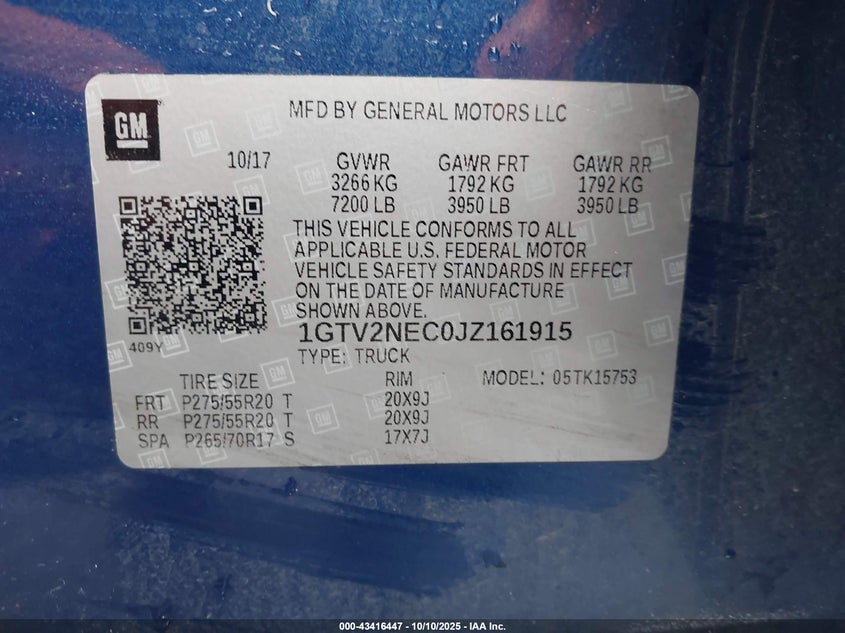 GM
MFD BY GENERAL MOTORS LLC
10/17 GVWR GAWR FRT GAWR RR
3266 KG 1792 KG 1792 KG
7200 LB 3950 LB 3950 LB
THIS VEHICLE CONFORMS TO ALL
APPLICABLE U.S. FEDERAL MOTOR
VEHICLE SAFETY STANDARDS IN EFFECT
ON THE DATE OF MANUFACTURE
SHOWN ABOVE.
409Y
1GTV2NEC0JZ161915
TYPE: TRUCK
TIRE SIZE RIM MODEL: 05TK15753
FRT P275/55R20 T 20X9J
RR P275/55R20 T 20X9J
SPA P265/70R17 S 17X7J
000-43416447 - 10/10/2025 - IAA Inc.